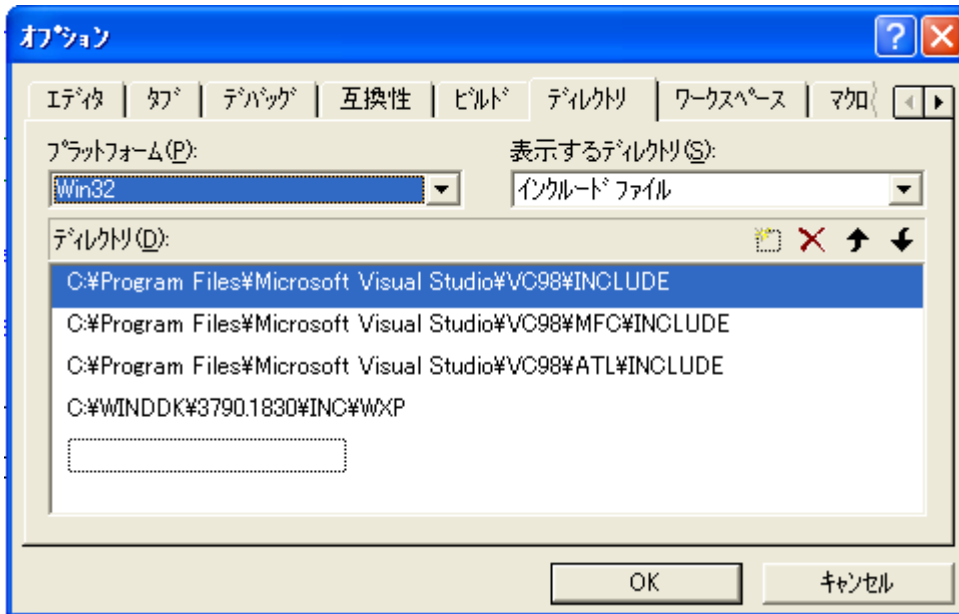 オプション
エディタ タブ デバッグ 互換性 ビルド ディレクトリ ワークスペース マクロ
プラットフォーム(P): 表示するディレクトリ(S):
Win32 インクルード ファイル
ディレクトリ(D):
C:¥Program Files¥Microsoft Visual Studio¥VC98¥INCLUDE
C:¥Program Files¥Microsoft Visual Studio¥VC98¥MFC¥INCLUDE
C:¥Program Files¥Microsoft Visual Studio¥VC98¥ATL¥INCLUDE
C:¥WINDDK¥3790.1830¥INC¥WXP
OK キャンセル